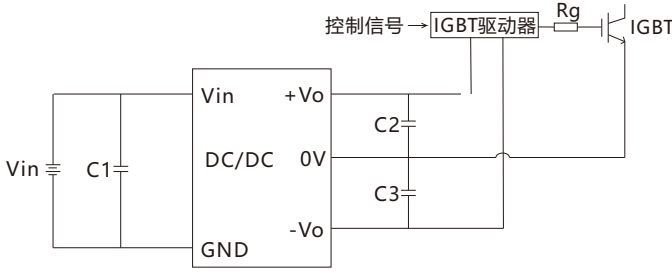 控制信号
IGBT驱动器
Rg
IGBT
Vin
+Vo
C2
Vin
C1
DC/DC
0V
C3
-Vo
GND